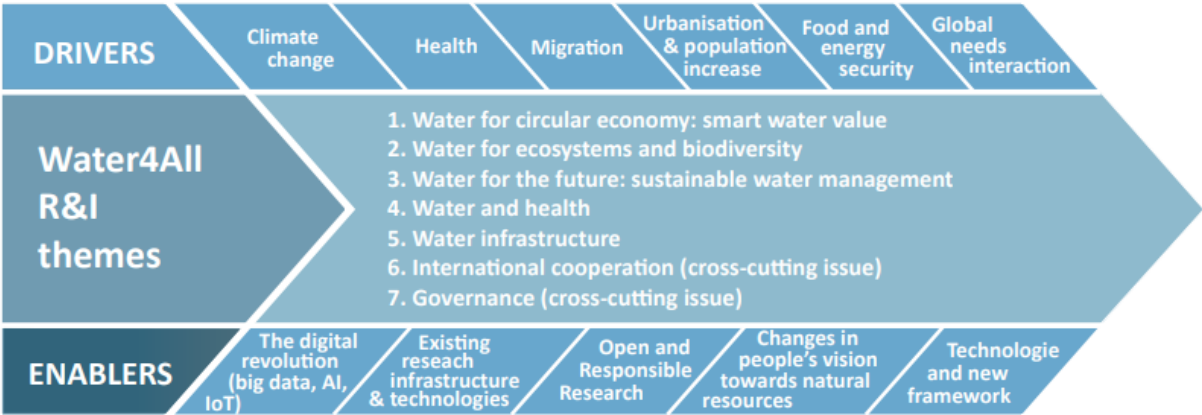 DRIVERS
Climate
change
Health
Migration
Urbanisation
& population
increase
Food and
energy
security
Global
needs
interaction
Water4All
R&I
themes
1. Water for circular economy: smart water value
2. Water for ecosystems and biodiversity
3. Water for the future: sustainable water management
4. Water and health
5. Water infrastructure
6. International cooperation (cross-cutting issue)
7. Governance (cross-cutting issue)
ENABLERS
The digital
revolution
(big data, AI,
IoT)
Existing
reseach
infrastructure
& technologies
Open and
Responsible
Research
Changes in
people's vision
towards natural
resources
Technologie
and new
framework